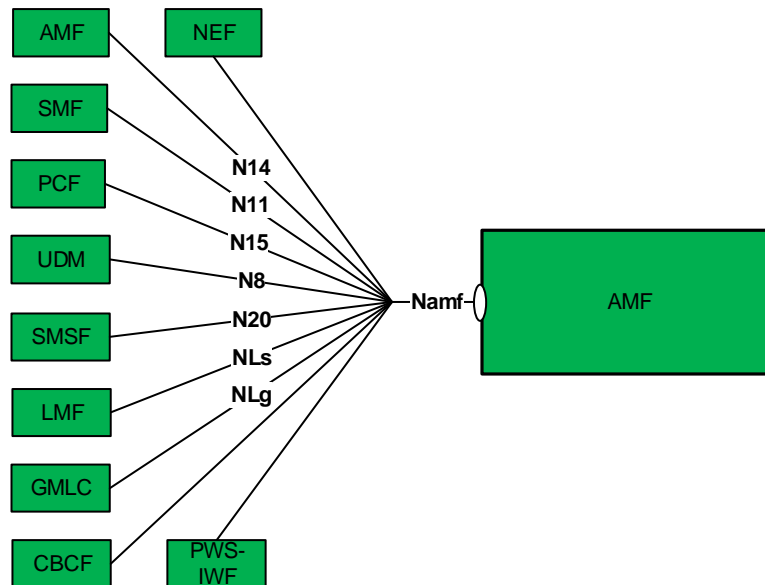 AMF
NEF
SMF
N14
PCF
N11
N15
UDM
N8
Namf
AMF
SMSF
N20
NLs
LMF
NLg
GMLC
CBCF
PWS-
IWF